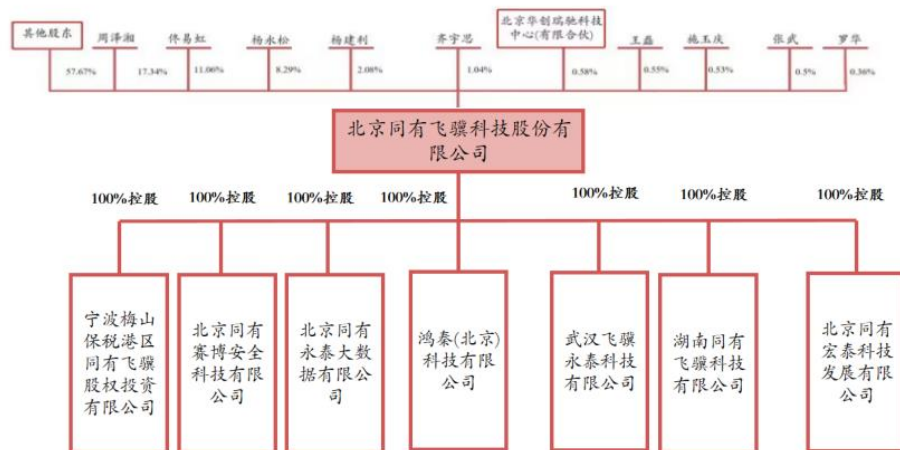 其他股东
周泽湘
佟易虹
杨永松
杨建利
齐宇思
北京华创瑞驰科技
中心(有限合伙)
王磊
施玉庆
张武
罗华
57.67%
17.34%
11.06%
8.29%
2.08%
1.04%
0.58%
0.55%
0.53%
0.5%
0.36%
北京同有飞骥科技股份有
限公司
100%控股
100%控股
100%控股
100%控股
100%控股
100%控股
100%控股
宁波梅山
保税港区
同有飞骥
股权投资
有限公司
北京同有
赛博安全
科技有限
公司
北京同有
永泰大数
据有限公
司
鸿秦(北京)
科技有限
公司
武汉飞骥
永泰科技
有限公司
湖南同有
飞骥科技
有限公司
北京同有
宏泰科技
发展有限
公司